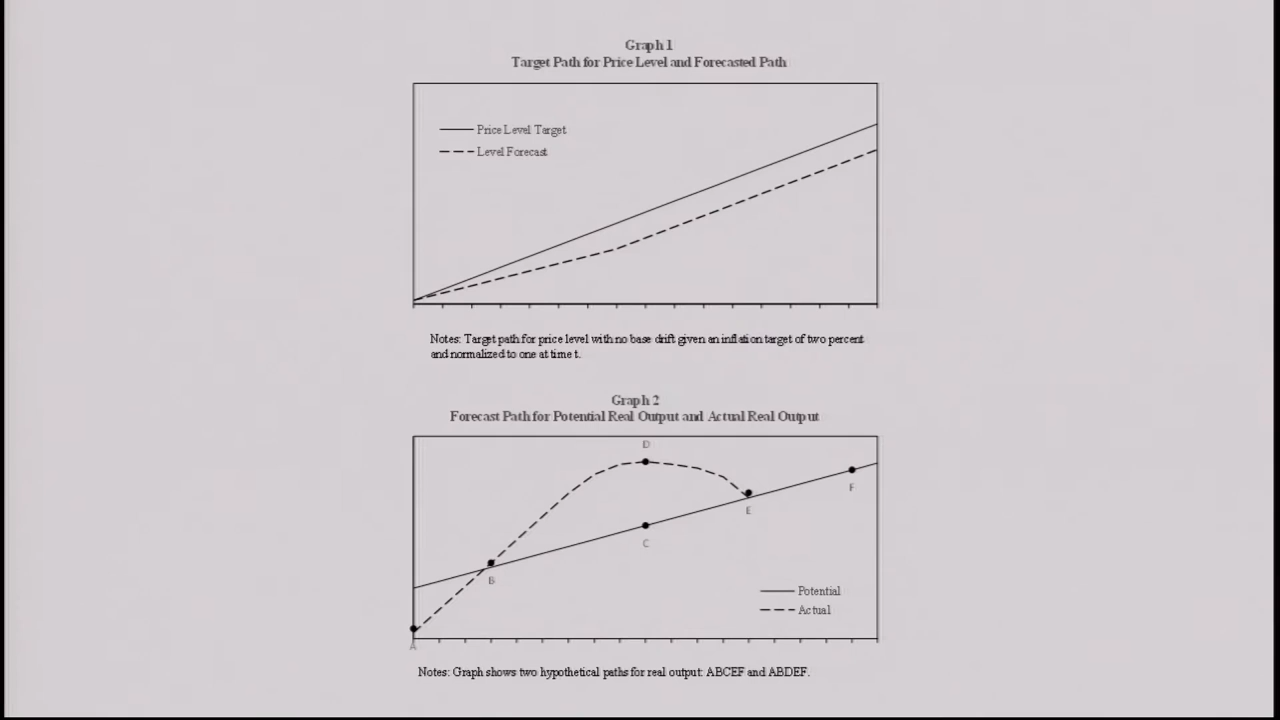 Graph 1
Target Path for Price Level and Forecasted Path
Price Level Target
Level Forecast
Notes: Target path for price level with no base drift given an inflation target of two percent
and normalized to one at time t.
Graph 2
Forecast Path for Potential Real Output and Actual Real Output
D
F
E
C
B
Potential
Actual
A
Notes: Graph shows two hypothetical paths for real output: ABCEF and ABDEF.